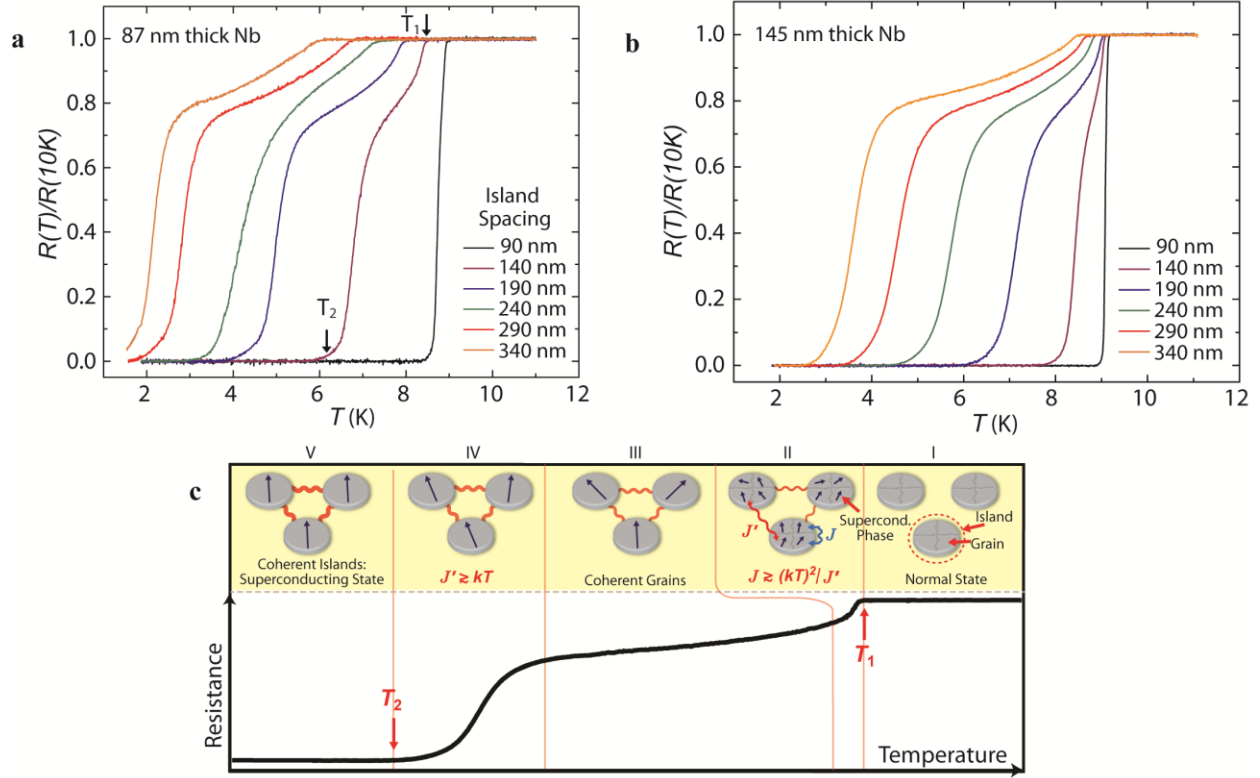 a
87 nm thick Nb
T₁
R(T)/R(10K)
1.0
0.8
0.6
0.4
0.2
0.0
T₂
Island
Spacing
90 nm
140 nm
190 nm
240 nm
290 nm
340 nm
2 4 6 8 10 12
T (K)
b
145 nm thick Nb
R(T)/R(10K)
1.0
0.8
0.6
0.4
0.2
0.0
Island
Spacing
90 nm
140 nm
190 nm
240 nm
290 nm
340 nm
2 4 6 8 10 12
T (K)
c
V IV III II I
J'
J
Supercond.
Phase
Island
Grain
Coherent Islands:
Superconducting State
J' ≳ kT
Coherent Grains
J ≳ (kT)²/ J'
Normal State
Resistance
T₂
T₁
Temperature